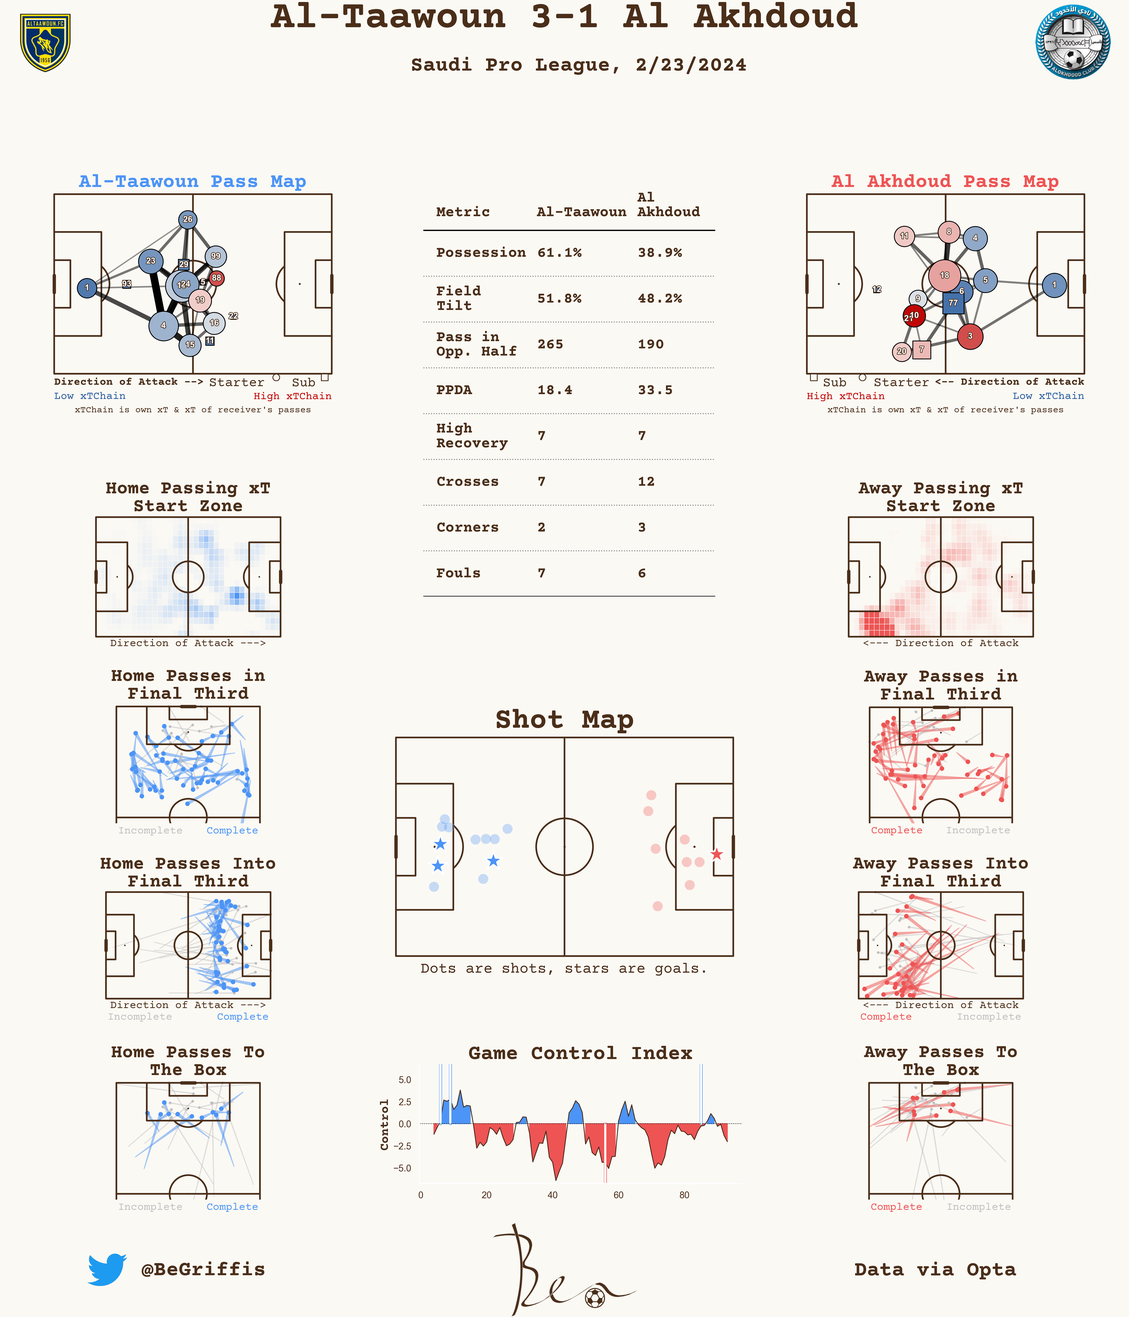 Al-Taawoun 3-1 Al Akhdoud
Saudi Pro League, 2/23/2024
ALTAAWOUN FC
1956
نادي الأخدود
ALOKHDOOD CLUB
Al-Taawoun Pass Map
26
23
99
29
88
1
93
24
5
19
4
16
22
15
11
Direction of Attack --> Starter Sub
Low xTChain High xTChain
xTChain is own xT & xT of receiver's passes
Metric Al-Taawoun Al
Akhdoud
Possession 61.1% 38.9%
Field
Tilt 51.8% 48.2%
Pass in
Opp. Half 265 190
PPDA 18.4 33.5
High
Recovery 7 7
Crosses 7 12
Corners 2 3
Fouls 7 6
Al Akhdoud Pass Map
11
8
4
18
5
1
12
6
9
77
10
3
20
7
Sub Starter <-- Direction of Attack
High xTChain Low xTChain
xTChain is own xT & xT of receiver's passes
Home Passing xT
Start Zone
Direction of Attack --->
Away Passing xT
Start Zone
<--- Direction of Attack
Home Passes in
Final Third
Incomplete Complete
Away Passes in
Final Third
Complete Incomplete
Shot Map
Dots are shots, stars are goals.
Home Passes Into
Final Third
Direction of Attack --->
Incomplete Complete
Away Passes Into
Final Third
<--- Direction of Attack
Complete Incomplete
Home Passes To
The Box
Incomplete Complete
Game Control Index
Control
5.0
2.5
0.0
−2.5
−5.0
0 20 40 60 80
Away Passes To
The Box
Complete Incomplete
@BeGriffis
Ben
Data via Opta